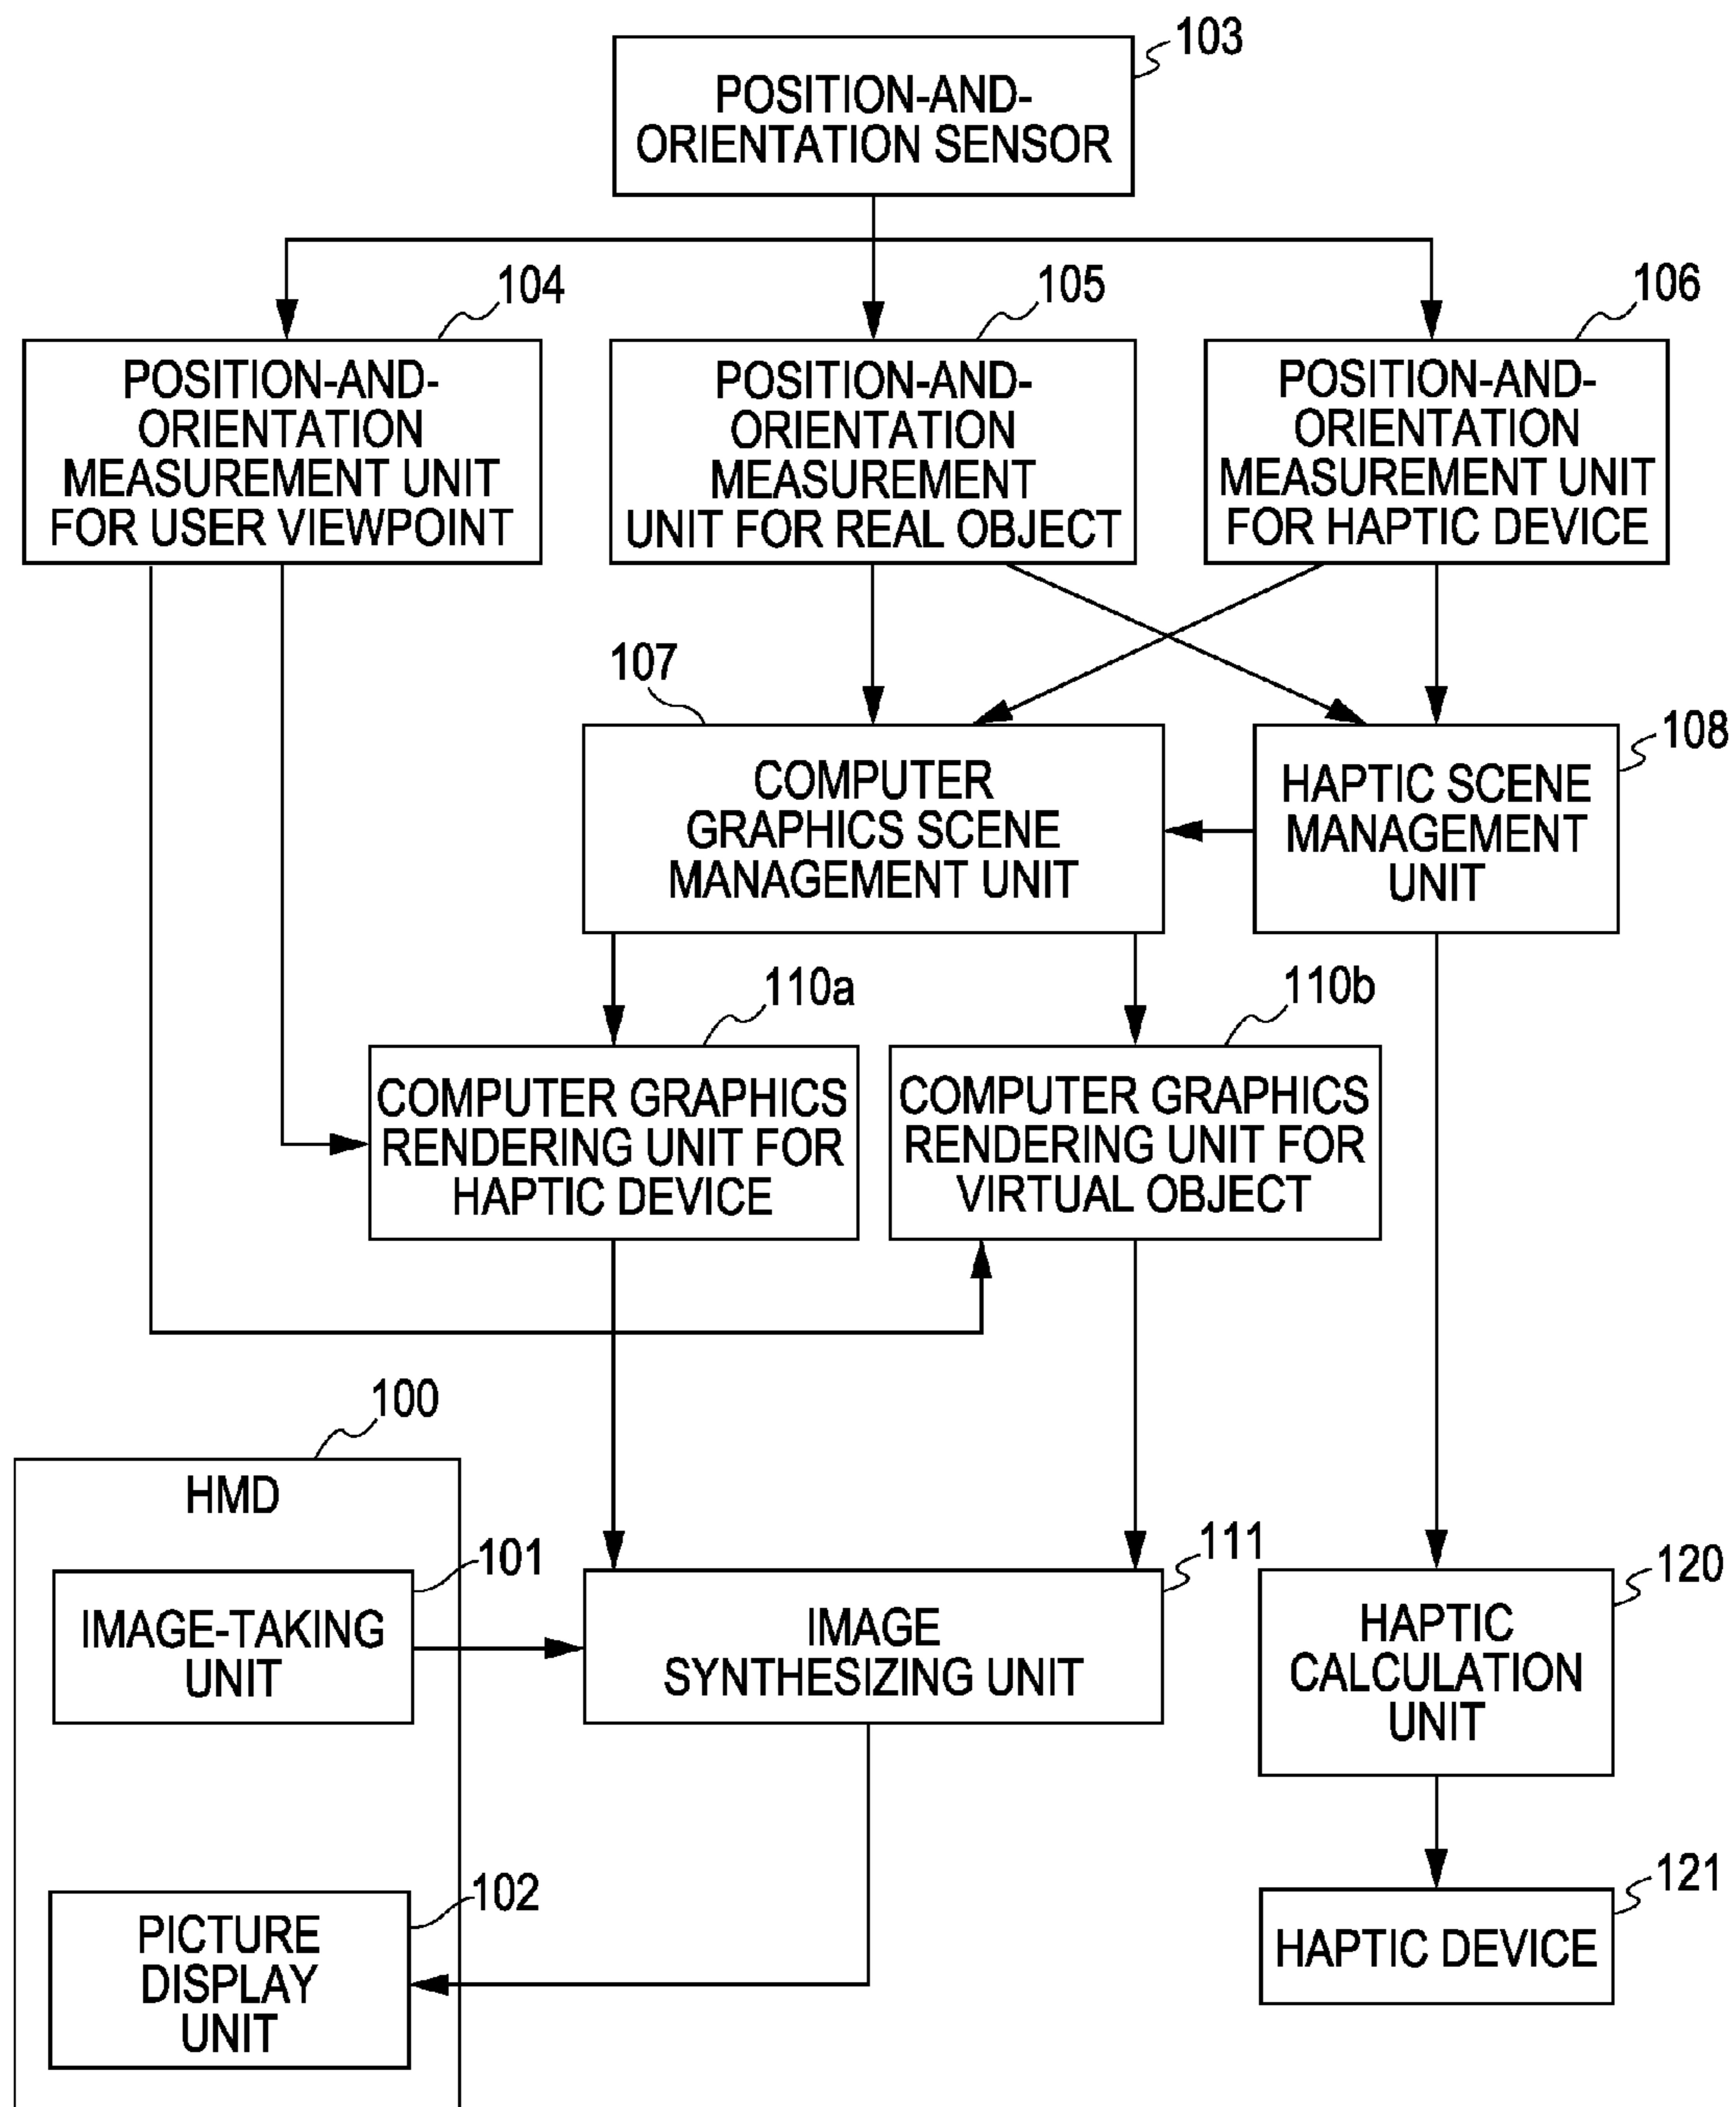 103
POSITION-AND-
ORIENTATION SENSOR
104
105
106
POSITION-AND-
ORIENTATION
MEASUREMENT UNIT
FOR USER VIEWPOINT
POSITION-AND-
ORIENTATION
MEASUREMENT
UNIT FOR REAL OBJECT
POSITION-AND-
ORIENTATION
MEASUREMENT UNIT
FOR HAPTIC DEVICE
107
108
COMPUTER
GRAPHICS SCENE
MANAGEMENT UNIT
HAPTIC SCENE
MANAGEMENT
UNIT
110a
110b
COMPUTER GRAPHICS
RENDERING UNIT FOR
HAPTIC DEVICE
COMPUTER GRAPHICS
RENDERING UNIT FOR
VIRTUAL OBJECT
100
HMD
101
IMAGE-TAKING
UNIT
111
IMAGE
SYNTHESIZING UNIT
120
HAPTIC
CALCULATION
UNIT
102
PICTURE
DISPLAY
UNIT
121
HAPTIC DEVICE